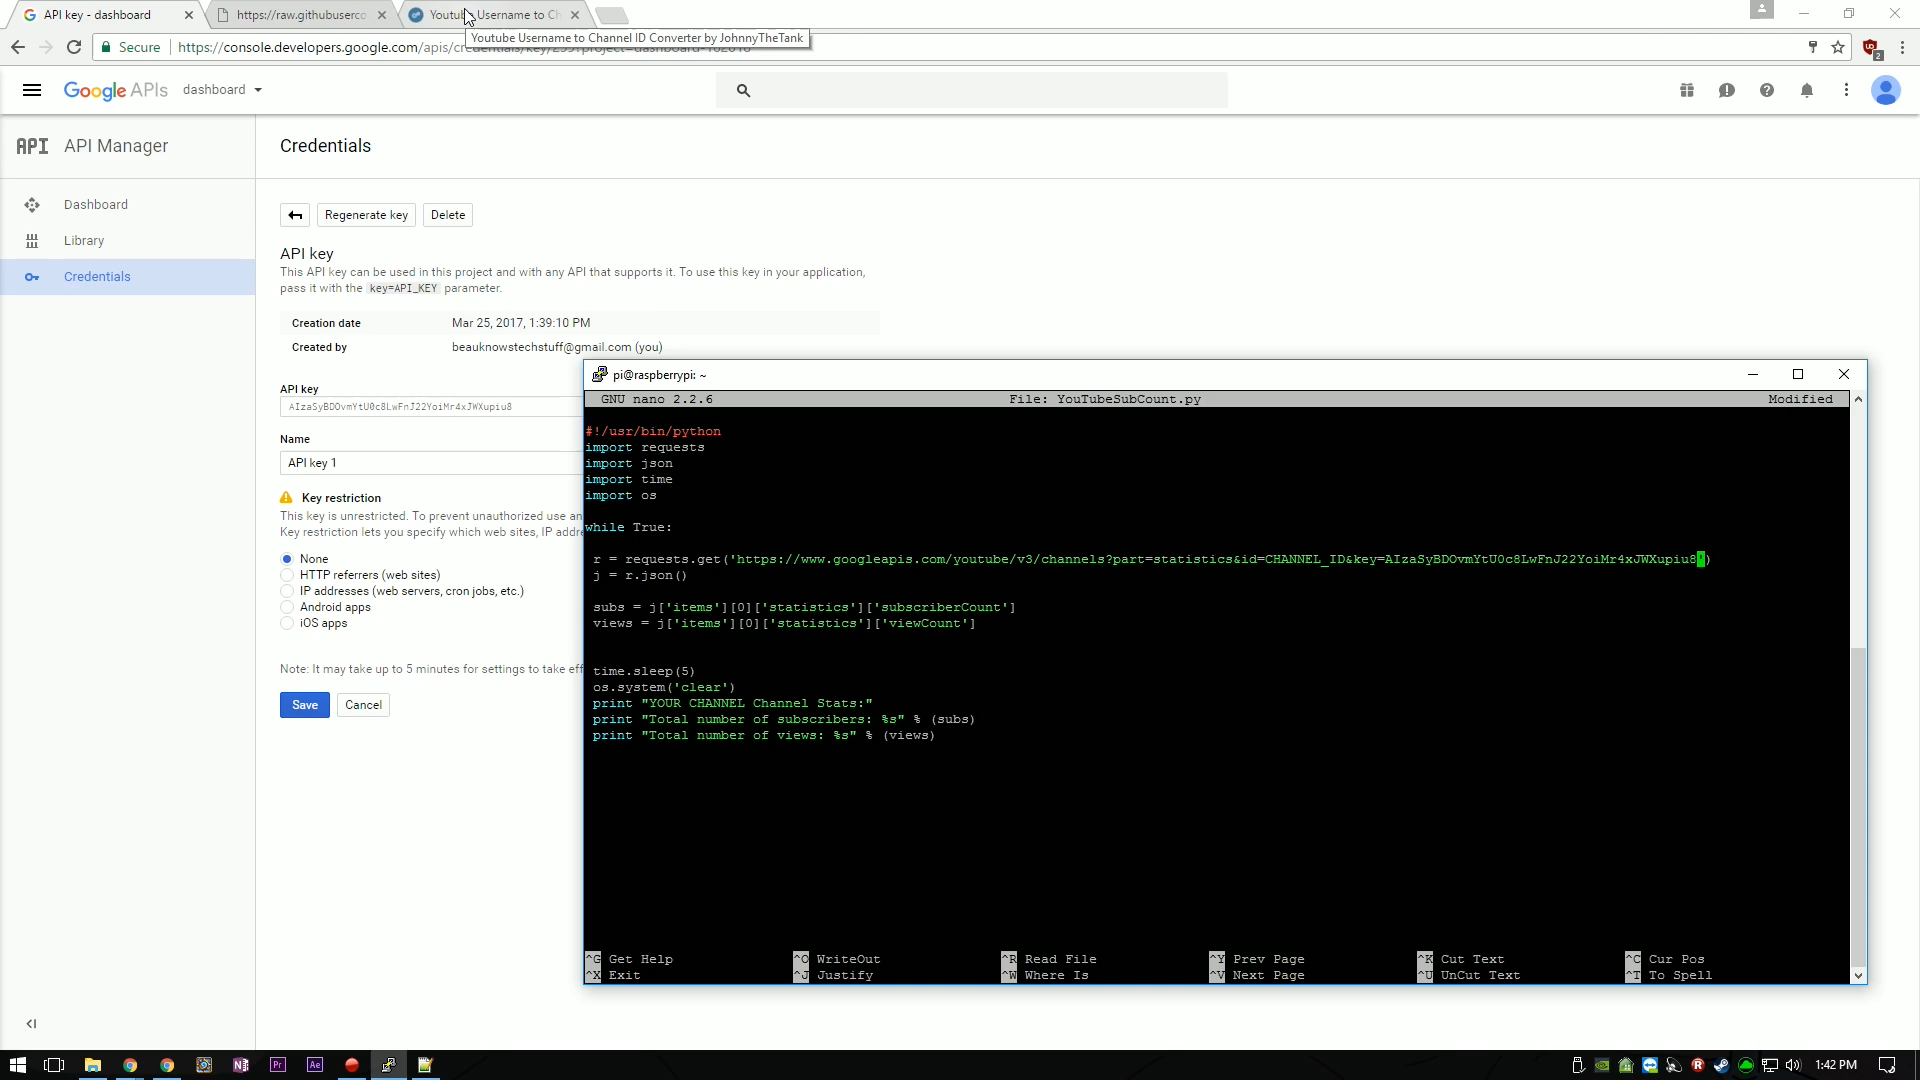 API key - dashboard
https://raw.githubuserco
Youtube Username to Ch
Youtube Username to Channel ID Converter by JohnnyTheTank
Secure
https://console.developers.google.com/apis/
Google APIs
dashboard
API
API Manager
Credentials
Dashboard
Library
Credentials
Regenerate key
Delete
API key
This API key can be used in this project and with any API that supports it. To use this key in your application,
pass it with the key=API_KEY parameter.
Creation date
Mar 25, 2017, 1:39:10 PM
Created by
beauknowstechstuff@gmail.com (you)
API key
AIzaSyBDOvmYtU0c8LwFnJ22YoiMr4xJWXupiu8
Name
API key 1
Key restriction
This key is unrestricted. To prevent unauthorized use an
Key restriction lets you specify which web sites, IP addre
None
HTTP referrers (web sites)
IP addresses (web servers, cron jobs, etc.)
Android apps
iOS apps
Note: It may take up to 5 minutes for settings to take eff
Save
Cancel
pi@raspberrypi: ~
GNU nano 2.2.6
File: YouTubeSubCount.py
Modified
#!/usr/bin/python
import requests
import json
import time
import os
while True:
r = requests.get('https://www.googleapis.com/youtube/v3/channels?part=statistics&id=CHANNEL_ID&key=AIzaSyBDOvmYtU0c8LwFnJ22YoiMr4xJWXupiu8')
j = r.json()
subs = j['items'][0]['statistics']['subscriberCount']
views = j['items'][0]['statistics']['viewCount']
time.sleep(5)
os.system('clear')
print "YOUR CHANNEL Channel Stats:"
print "Total number of subscribers: %s" % (subs)
print "Total number of views: %s" % (views)
^G Get Help
^O WriteOut
^R Read File
^Y Prev Page
^K Cut Text
^C Cur Pos
^X Exit
^J Justify
^W Where Is
^V Next Page
^U UnCut Text
^T To Spell
1:42 PM